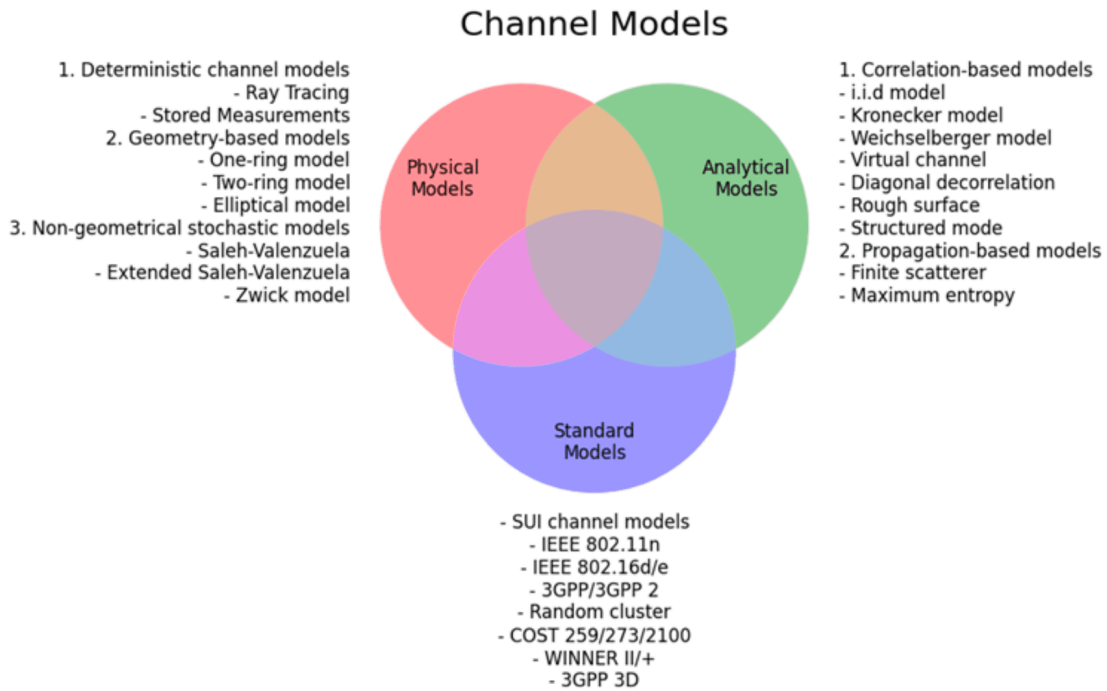 Channel Models
1. Deterministic channel models
- Ray Tracing
- Stored Measurements
2. Geometry-based models
- One-ring model
- Two-ring model
- Elliptical model
3. Non-geometrical stochastic models
- Saleh-Valenzuela
- Extended Saleh-Valenzuela
- Zwick model
Physical
Models
Analytical
Models
1. Correlation-based models
- i.i.d model
- Kronecker model
- Weichselberger model
- Virtual channel
- Diagonal decorrelation
- Rough surface
- Structured mode
2. Propagation-based models
- Finite scatterer
- Maximum entropy
Standard
Models
- SUI channel models
- IEEE 802.11n
- IEEE 802.16d/e
- 3GPP/3GPP 2
- Random cluster
- COST 259/273/2100
- WINNER II/+
- 3GPP 3D